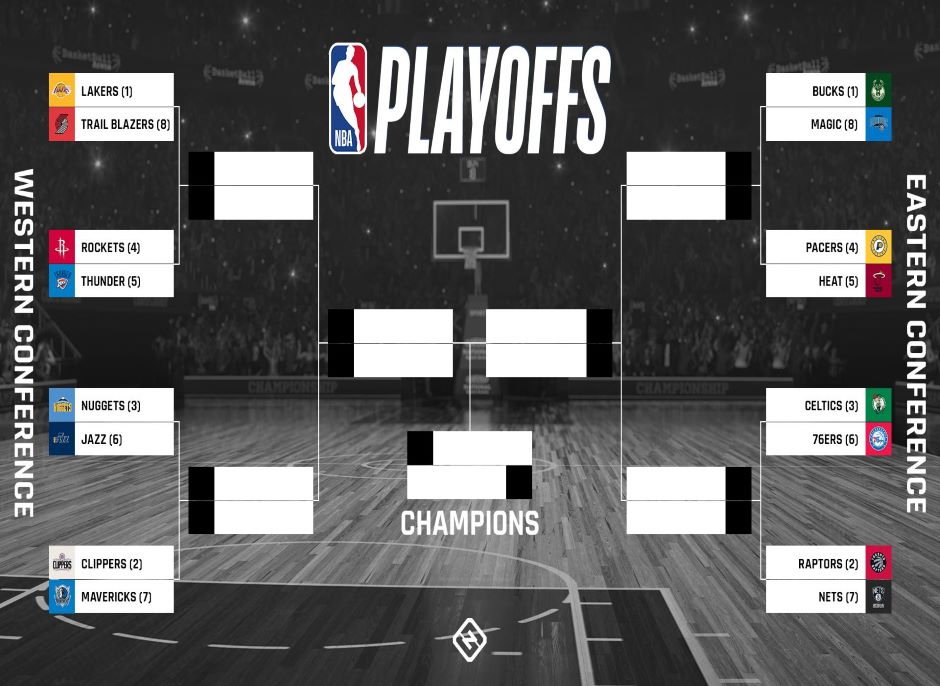 NBA
PLAYOFFS
WESTERN CONFERENCE
LAKERS (1)
TRAIL BLAZERS (8)
ROCKETS (4)
THUNDER (5)
NUGGETS (3)
JAZZ (6)
CLIPPERS (2)
MAVERICKS (7)
EASTERN CONFERENCE
BUCKS (1)
MAGIC (8)
PACERS (4)
HEAT (5)
CELTICS (3)
76ERS (6)
RAPTORS (2)
NETS (7)
CHAMPIONSHIP
CHAMPIONSHIP
CHAMPIONS